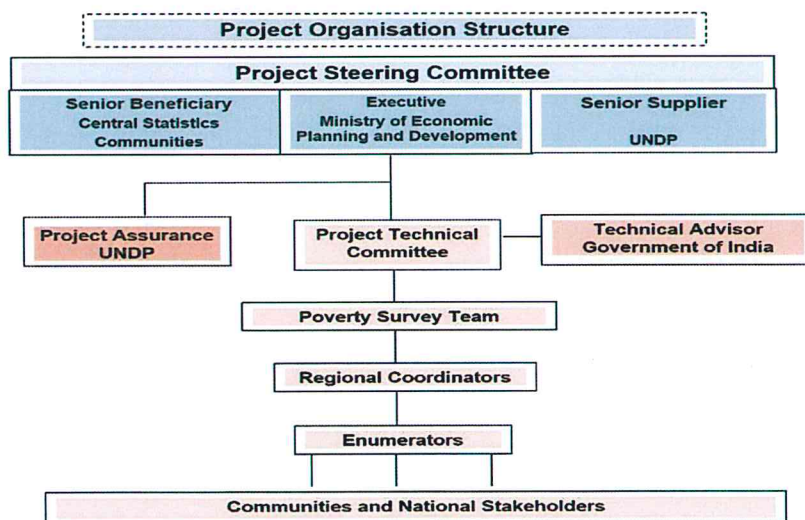 Project Organisation Structure
Project Steering Committee
Senior Beneficiary
Central Statistics
Communities
Executive
Ministry of Economic
Planning and Development
Senior Supplier
UNDP
Project Assurance
UNDP
Project Technical
Committee
Technical Advisor
Government of India
Poverty Survey Team
Regional Coordinators
Enumerators
Communities and National Stakeholders